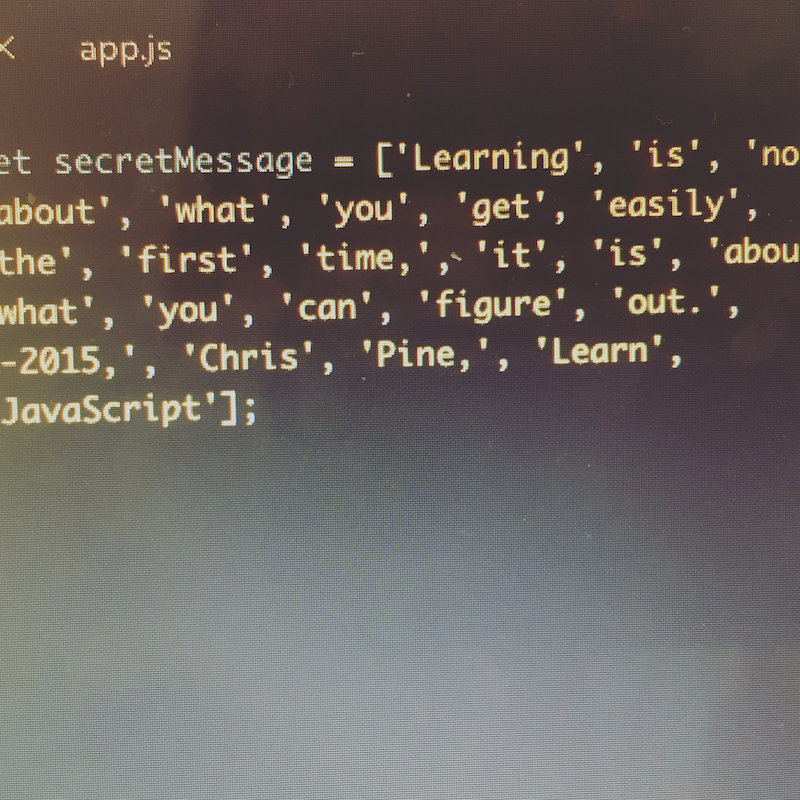 app.js
et secretMessage = ['Learning', 'is', 'no
about', 'what', 'you', 'get', 'easily',
the', 'first', 'time,', 'it', 'is', 'abou
what', 'you', 'can', 'figure', 'out.',
-2015,', 'Chris', 'Pine,', 'Learn',
JavaScript'];